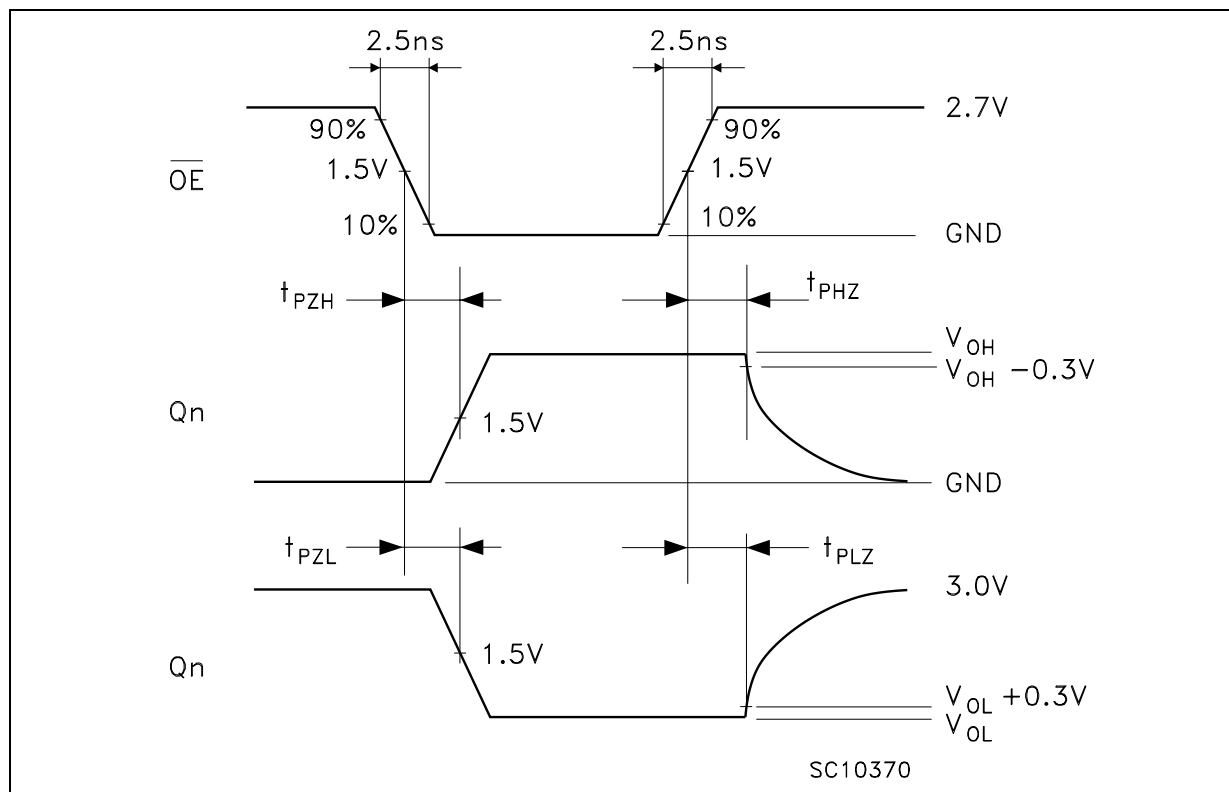 2.5ns 2.5ns
2.7V
90% 90%
1.5V 1.5V
OE
10% 10%
GND
tPZH tPHZ
VOH
VOH −0.3V
Qn
1.5V
GND
tPZL tPLZ
3.0V
1.5V
Qn
VOL +0.3V
VOL
SC10370